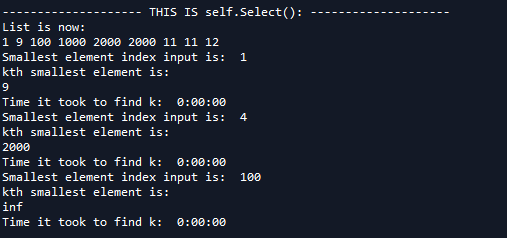 -------------------- THIS IS self.Select(): --------------------
List is now:
1 9 100 1000 2000 2000 11 11 12
Smallest element index input is:  1
kth smallest element is:
9
Time it took to find k:  0:00:00
Smallest element index input is:  4
kth smallest element is:
2000
Time it took to find k:  0:00:00
Smallest element index input is:  100
kth smallest element is:
inf
Time it took to find k:  0:00:00